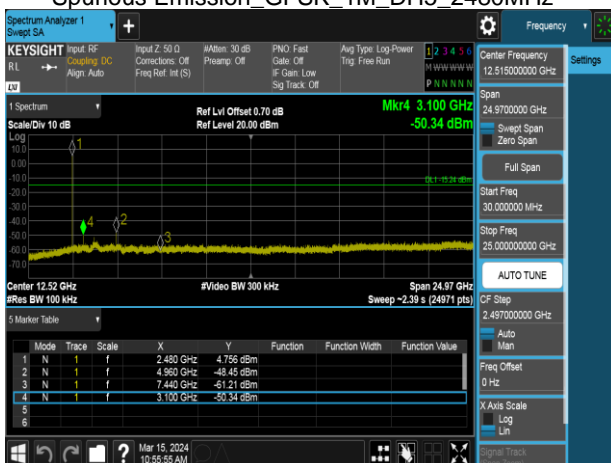 Spurious Emission_GFSK_1M_DH5_2480MHz
Spectrum Analyzer 1
Swept SA
Frequency
KEYSIGHT
RL
Input: RF
Coupling: DC
Align: Auto
Input Z: 50 Ω
Corrections: Off
Freq Ref: Int (S)
#Atten: 30 dB
Preamp: Off
PNO: Fast
Gate: Off
IF Gain: Low
Sig Track: Off
Avg Type: Log-Power
Trig: Free Run
1 2 3 4 5 6
M W W W W W
P N N N N N
LXI
1 Spectrum
Scale/Div 10 dB
Ref Lvl Offset 0.70 dB
Ref Level 20.00 dBm
Mkr4 3.100 GHz
-50.34 dBm
Log
10.0
0.00
-10.0
-20.0
-30.0
-40.0
-50.0
-60.0
-70.0
1
4
2
3
DL1 -15.24 dBm
Center 12.52 GHz
#Res BW 100 kHz
#Video BW 300 kHz
Span 24.97 GHz
Sweep ~2.39 s (24971 pts)
5 Marker Table
Mode Trace Scale X Y Function Function Width Function Value
1 N 1 f 2.480 GHz 4.756 dBm
2 N 1 f 4.960 GHz -48.45 dBm
3 N 1 f 7.440 GHz -61.21 dBm
4 N 1 f 3.100 GHz -50.34 dBm
5
6
Mar 15, 2024
10:55:55 AM
Center Frequency
12.515000000 GHz
Settings
Span
24.9700000 GHz
Swept Span
Zero Span
Full Span
Start Freq
30.000000 MHz
Stop Freq
25.000000000 GHz
AUTO TUNE
CF Step
2.497000000 GHz
Auto
Man
Freq Offset
0 Hz
X Axis Scale
Log
Lin
Signal Track